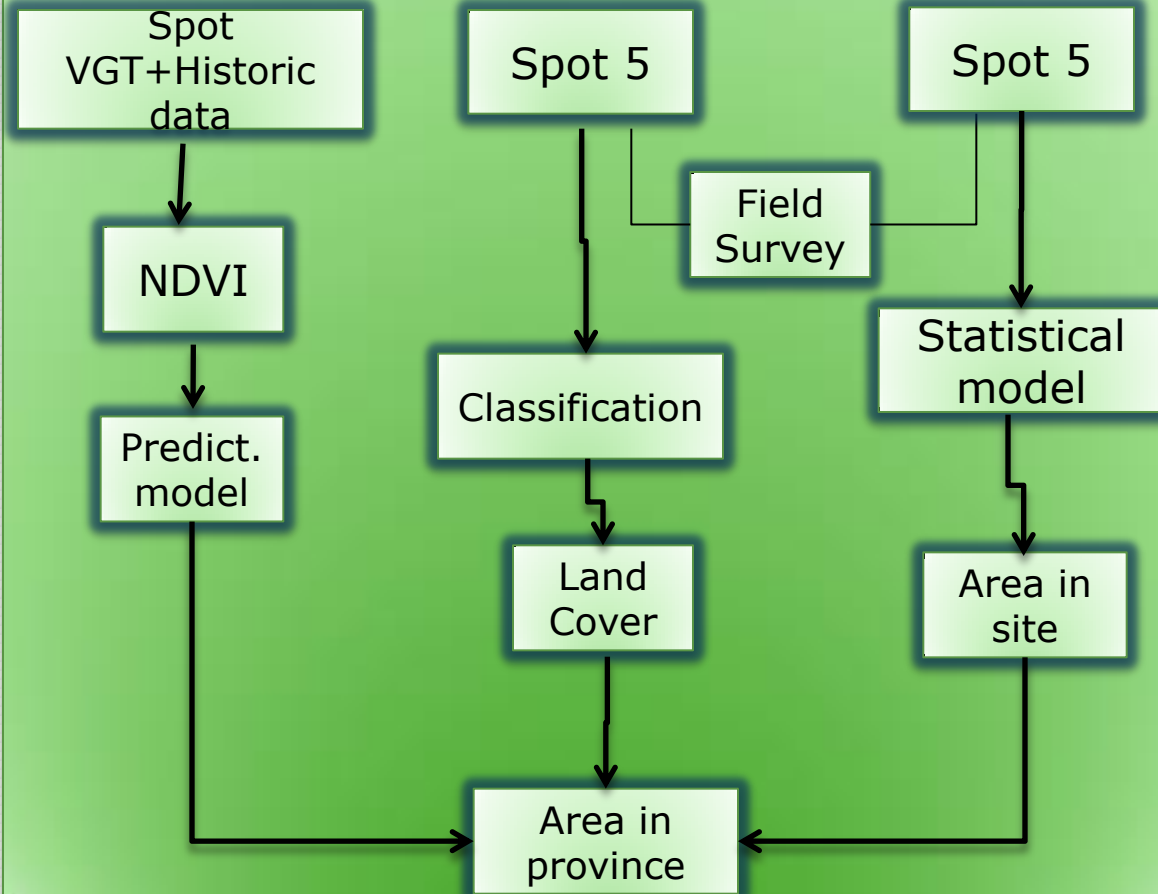 Spot
VGT+Historic
data
Spot 5
Spot 5
Field
Survey
NDVI
Statistical
model
Classification
Predict.
model
Land
Cover
Area in
site
Area in
province